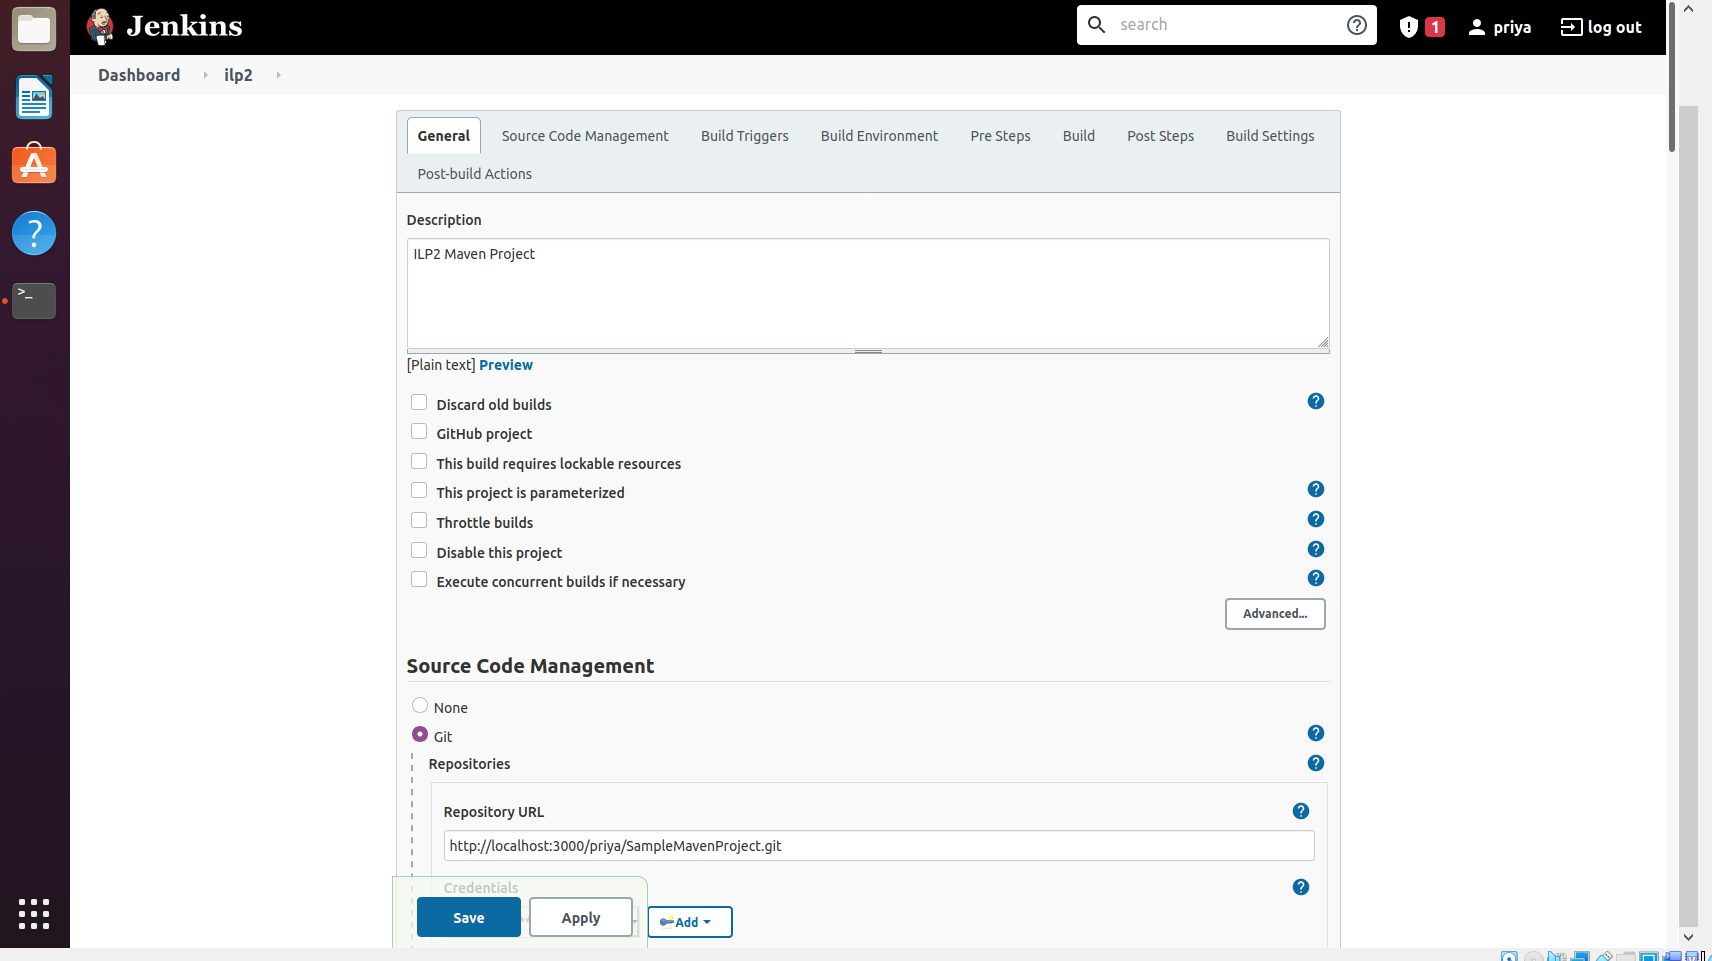 Jenkins
search
1
priya
log out
Dashboard
ilp2
General
Source Code Management
Build Triggers
Build Environment
Pre Steps
Build
Post Steps
Build Settings
Post-build Actions
Description
ILP2 Maven Project
[Plain text] Preview
Discard old builds
GitHub project
This build requires lockable resources
This project is parameterized
Throttle builds
Disable this project
Execute concurrent builds if necessary
Advanced...
Source Code Management
None
Git
Repositories
Repository URL
http://localhost:3000/priya/SampleMavenProject.git
Credentials
Save
Apply
Add